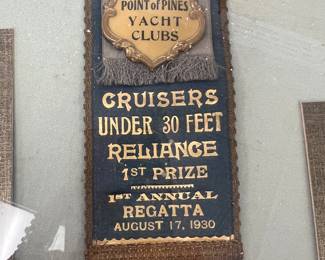 POINT of PINES
YACHT
CLUBS
CRUISERS
UNDER 30 FEET
RELIANCE
1ST PRIZE
1ST ANNUAL
REGATTA
AUGUST 17, 1930